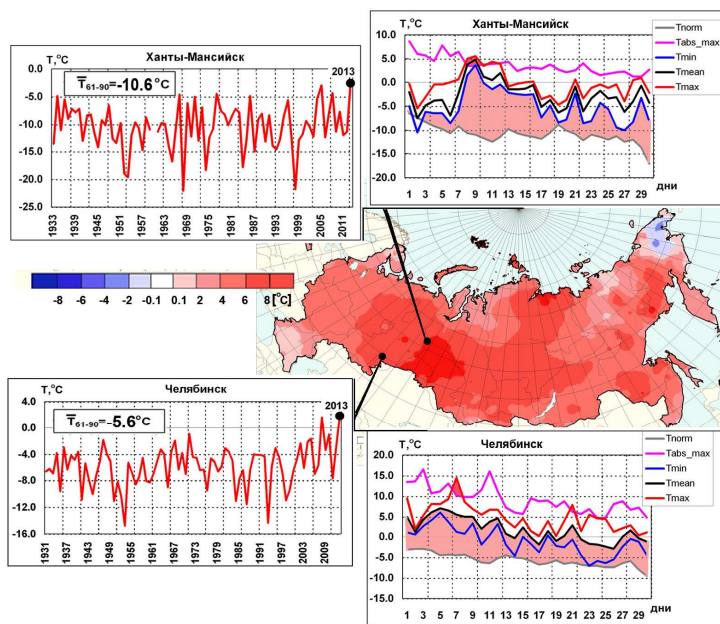 Ханты-Мансийск
T,°C
T̅61-90=-10.6°C
2013
0.0
-5.0
-10.0
-15.0
-20.0
-25.0
1933 1939 1945 1951 1957 1963 1969 1975 1981 1987 1993 1999 2005 2011
T,°C Ханты-Мансийск
10.0
5.0
0.0
-5.0
-10.0
-15.0
-20.0
1 3 5 7 9 11 13 15 17 19 21 23 25 27 29
дни
Tnorm
Tabs_max
Tmin
Tmean
Tmax
-8 -6 -4 -2 -0.1 0.1 2 4 6 8[°C]
T,°C Челябинск
T̅61-90=-5.6°C
2013
4.0
0.0
-4.0
-8.0
-12.0
-16.0
1931 1937 1943 1949 1955 1961 1967 1973 1979 1985 1991 1997 2003 2009
T,°C Челябинск
20.0
15.0
10.0
5.0
0.0
-5.0
-10.0
-15.0
1 3 5 7 9 11 13 15 17 19 21 23 25 27 29
дни
Tnorm
Tabs_max
Tmin
Tmean
Tmax